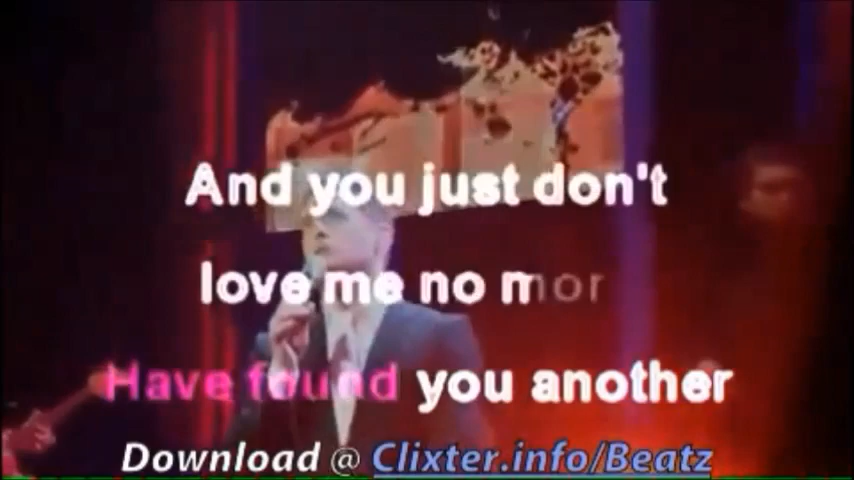 And you just don't
love me no mor
Have found you another
Download @ Clixter.info/Beatz